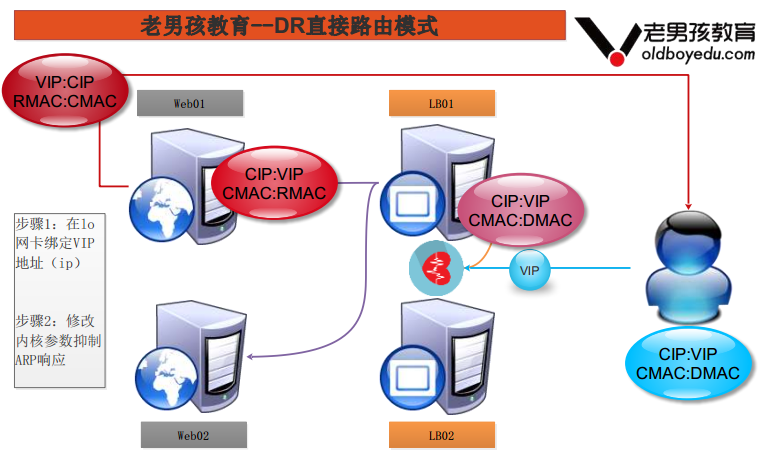 老男孩教育--DR直接路由模式
老男孩教育
oldboyedu.com
VIP:CIP
RMAC:CMAC
Web01
LB01
CIP:VIP
CMAC:RMAC
CIP:VIP
CMAC:DMAC
步骤1：在lo
网卡绑定VIP
地址（ip）
步骤2：修改
内核参数抑制
ARP响应
VIP
CIP:VIP
CMAC:DMAC
Web02
LB02